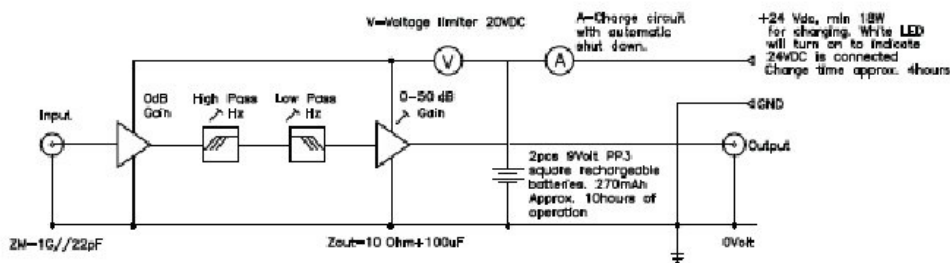 V-Voltage limiter 20VDC
A-Charge circuit
with automatic
shut down.
+24 Vdc, min 18W
for charging. White LED
will turn on to indicate
24VDC is connected
Charge time approx. 4hours
V
A
0dB
Gain
High Pass
Hz
Low Pass
Hz
0-50 dB
Gain
Input
GND
Output
2pcs 9Volt PP3
square rechargeable
batteries. 270mAh
Approx. 10hours of
operation
ZIN-1G//22pF
Zout=10 Ohm+100uF
0Volt